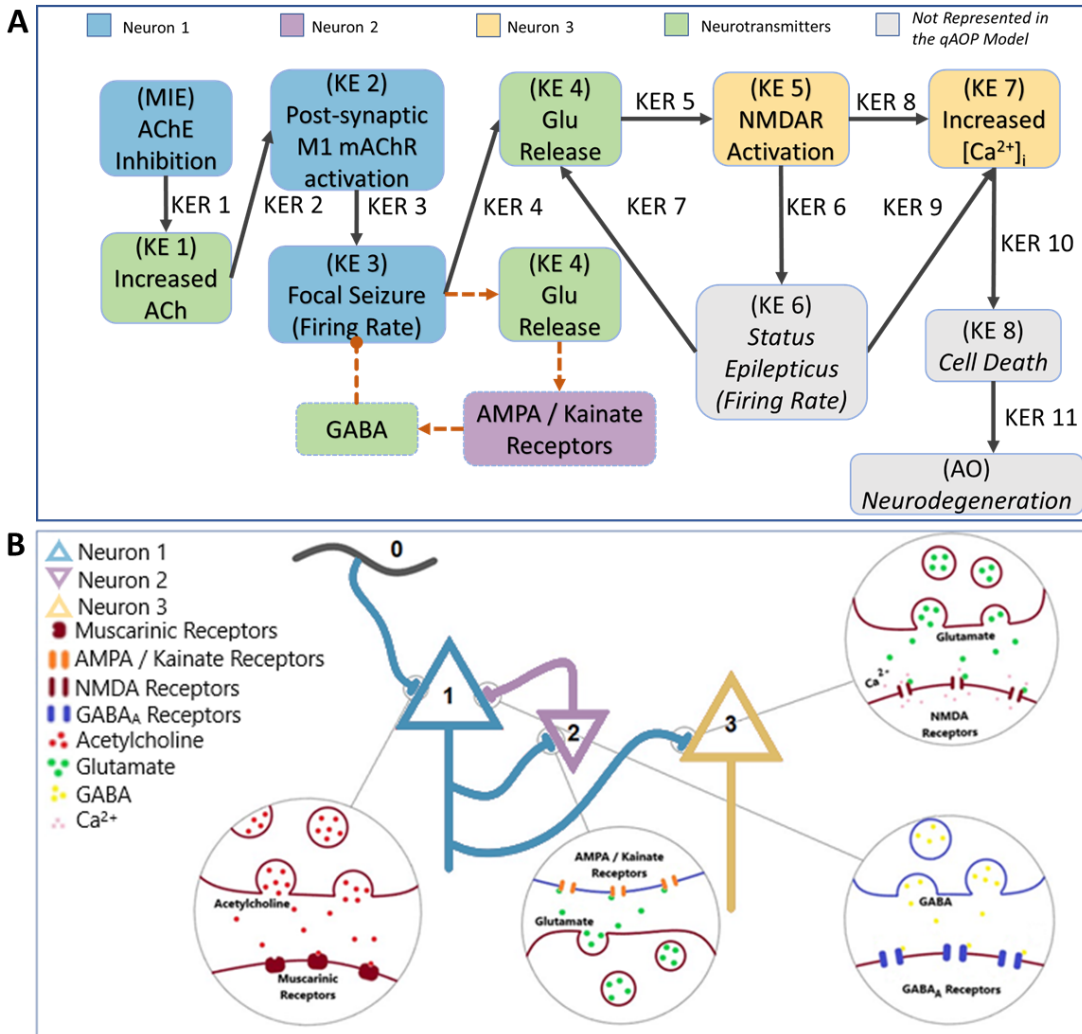 A
Neuron 1
Neuron 2
Neuron 3
Neurotransmitters
Not Represented in
the qAOP Model
(MIE)
AChE
Inhibition
KER 1
(KE 1)
Increased
ACh
KER 2
(KE 2)
Post-synaptic
M1 mAChR
activation
KER 3
(KE 3)
Focal Seizure
(Firing Rate)
KER 4
(KE 4)
Glu
Release
(KE 4)
Glu
Release
AMPA / Kainate
Receptors
GABA
KER 5
(KE 5)
NMDAR
Activation
KER 6
KER 7
(KE 6)
Status
Epilepticus
(Firing Rate)
KER 8
KER 9
(KE 7)
Increased
[Ca²⁺]ᵢ
KER 10
(KE 8)
Cell Death
KER 11
(AO)
Neurodegeneration
B
Neuron 1
Neuron 2
Neuron 3
Muscarinic Receptors
AMPA / Kainate Receptors
NMDA Receptors
GABA_A Receptors
Acetylcholine
Glutamate
GABA
Ca²⁺
0
1
2
3
Acetylcholine
Muscarinic
Receptors
AMPA / Kainate
Receptors
Glutamate
Glutamate
Ca²⁺
NMDA
Receptors
GABA
GABA_A Receptors